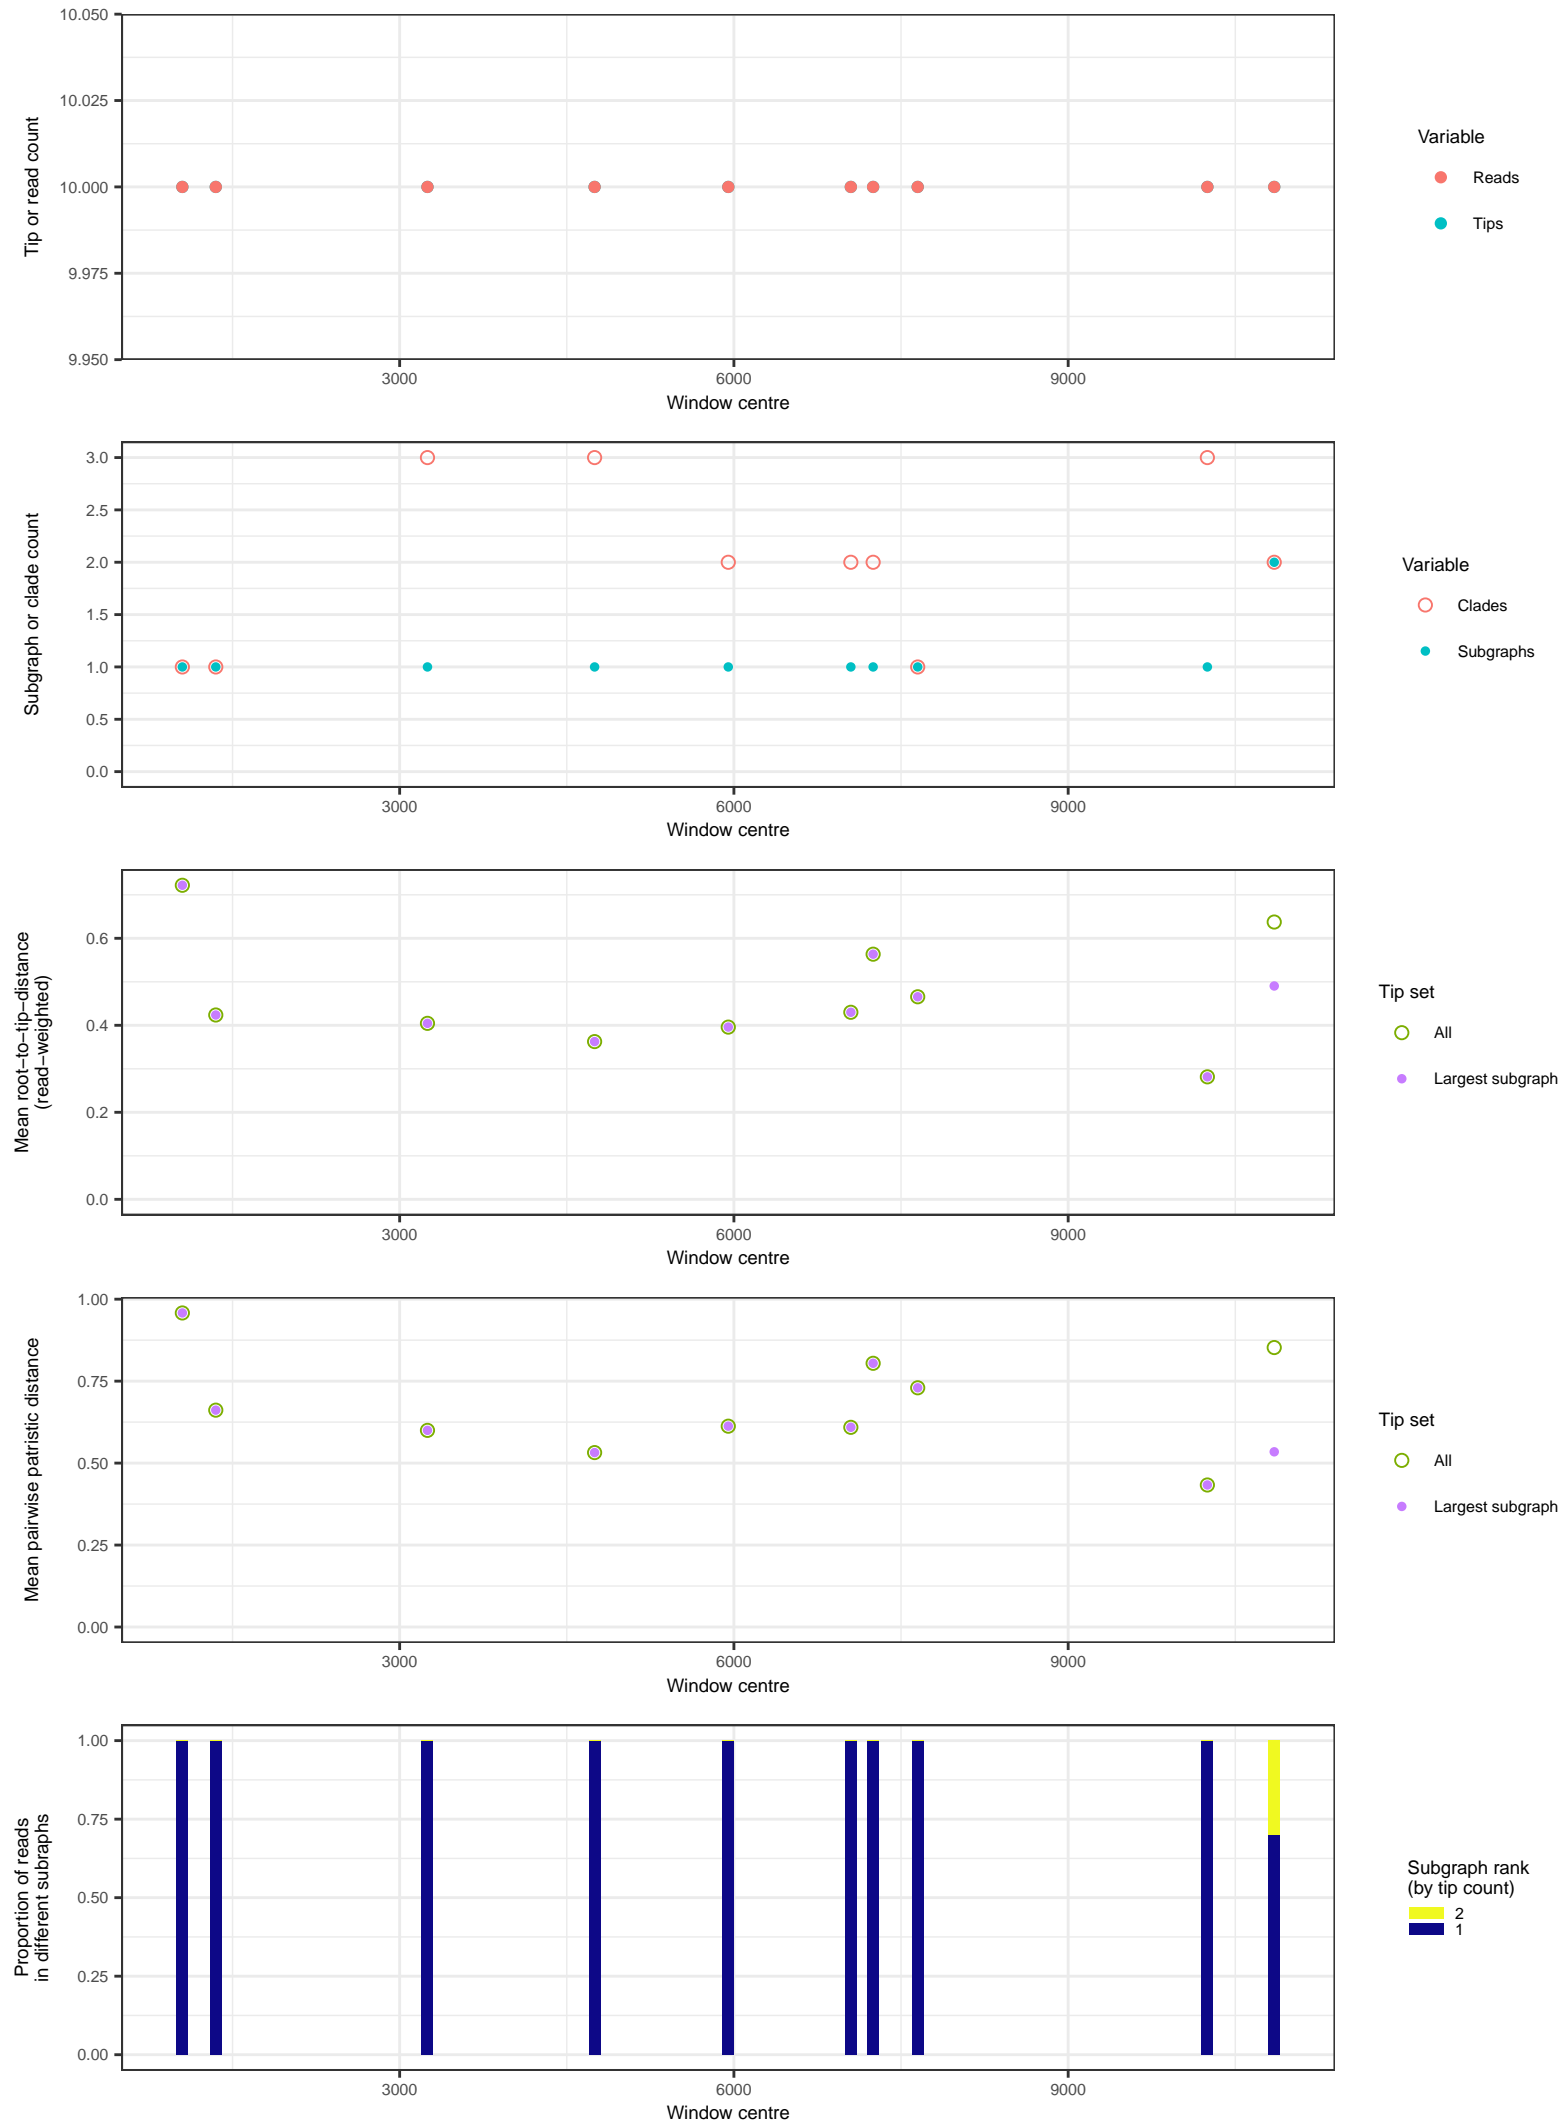 10.050
10.025
10.000
9.975
9.950
Tip or read count
3000 6000 9000
Window centre
Variable
Reads
Tips
3.0
2.5
2.0
1.5
1.0
0.5
0.0
Subgraph or clade count
3000 6000 9000
Window centre
Variable
Clades
Subgraphs
0.6
0.4
0.2
0.0
Mean root−to−tip−distance
(read−weighted)
3000 6000 9000
Window centre
Tip set
All
Largest subgraph
1.00
0.75
0.50
0.25
0.00
Mean pairwise patristic distance
3000 6000 9000
Window centre
Tip set
All
Largest subgraph
1.00
0.75
0.50
0.25
0.00
Proportion of reads
in different subraphs
3000 6000 9000
Window centre
Subgraph rank
(by tip count)
2
1